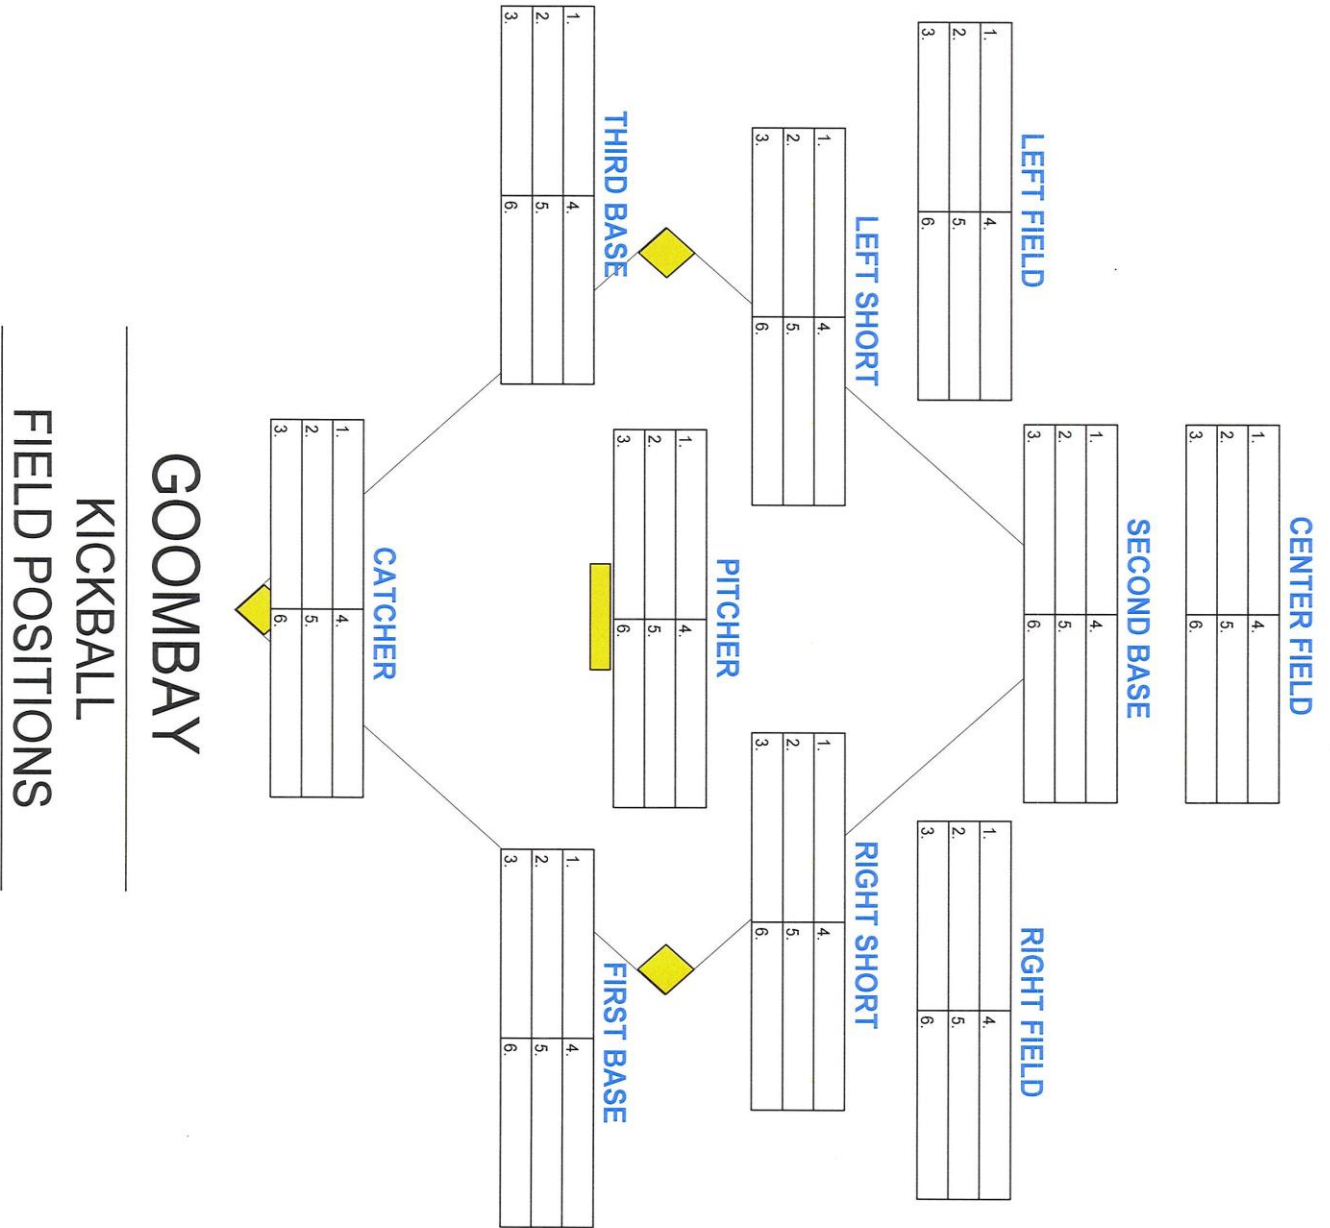 CENTER FIELD
1. 4.
2. 5.
3. 6.
SECOND BASE
1. 4.
2. 5.
3. 6.
LEFT FIELD
1. 4.
2. 5.
3. 6.
RIGHT FIELD
1. 4.
2. 5.
3. 6.
LEFT SHORT
1. 4.
2. 5.
3. 6.
RIGHT SHORT
1. 4.
2. 5.
3. 6.
PITCHER
1. 4.
2. 5.
3. 6.
THIRD BASE
1. 4.
2. 5.
3. 6.
FIRST BASE
1. 4.
2. 5.
3. 6.
CATCHER
1. 4.
2. 5.
3. 6.
GOOMBAY
KICKBALL
FIELD POSITIONS